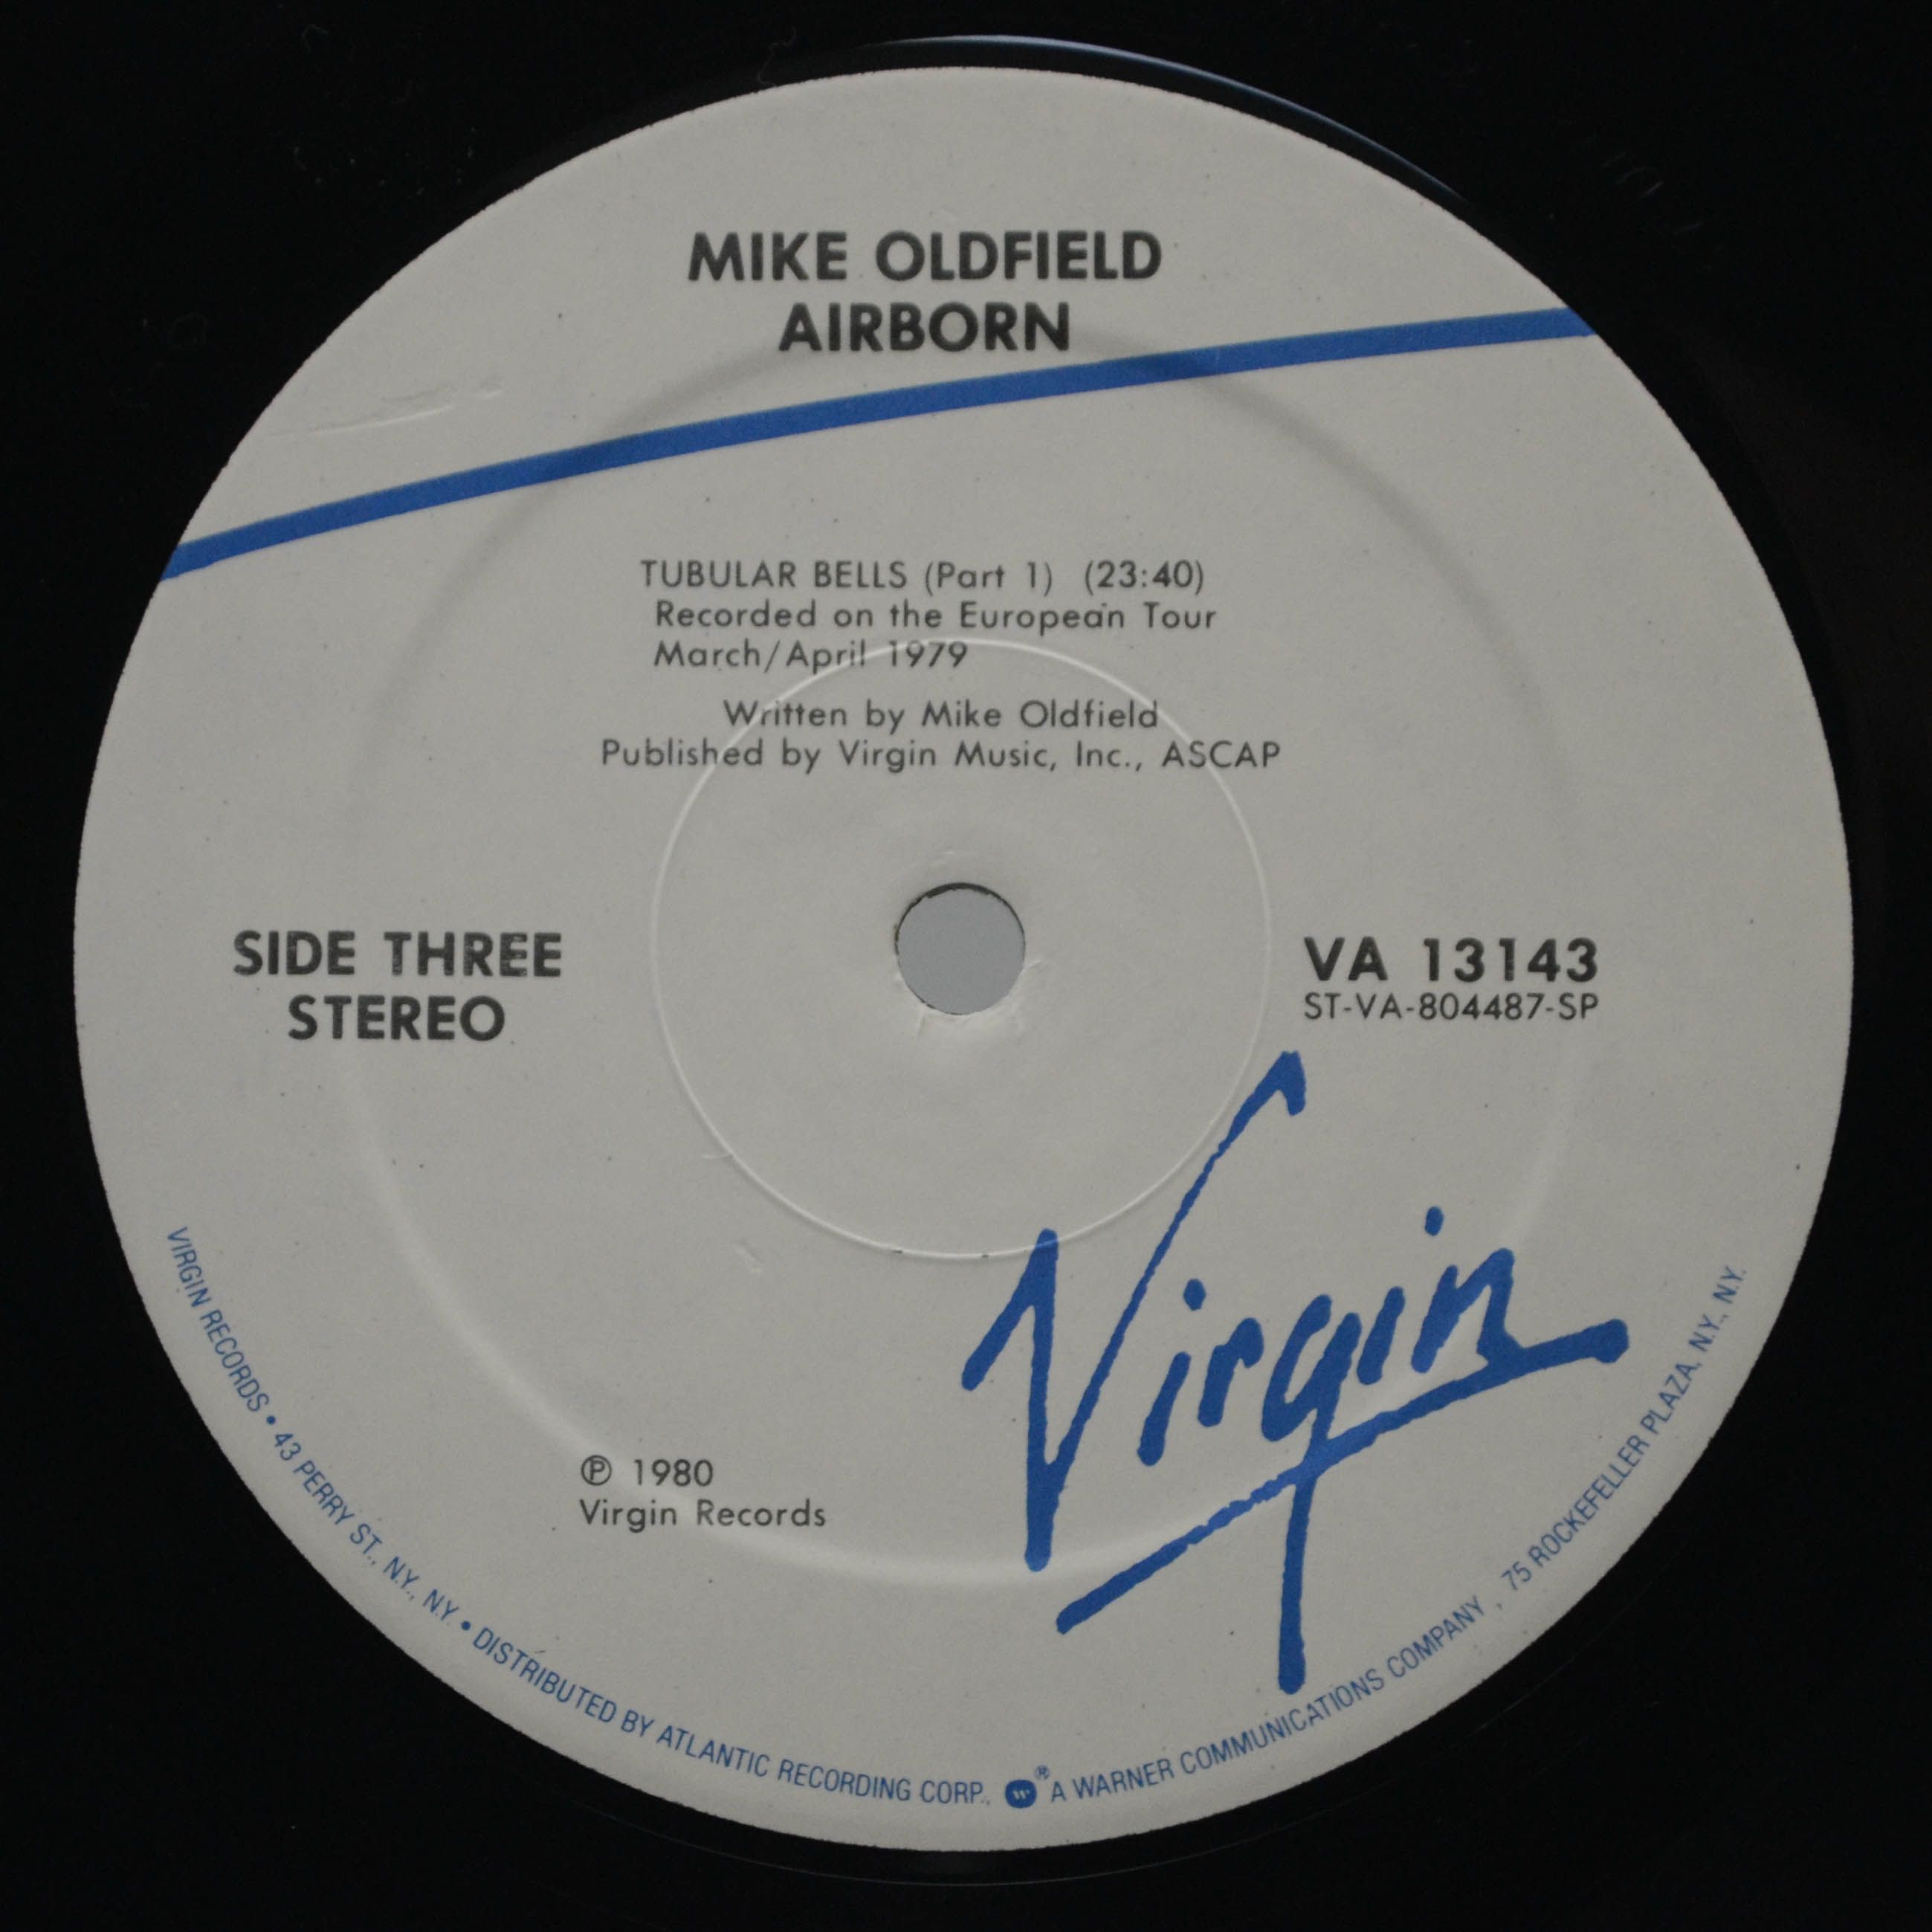 MIKE OLDFIELD
AIRBORN
TUBULAR BELLS (Part 1) (23:40)
Recorded on the European Tour
March/April 1979
Written by Mike Oldfield
Published by Virgin Music, Inc., ASCAP
SIDE THREE
STEREO
VA 13143
ST-VA-804487-SP
Virgin
℗ 1980
Virgin Records
VIRGIN RECORDS • 43 PERRY ST., N.Y., N.Y. • DISTRIBUTED BY ATLANTIC RECORDING CORP., W® A WARNER COMMUNICATIONS COMPANY , 75 ROCKEFELLER PLAZA, N.Y., N.Y.